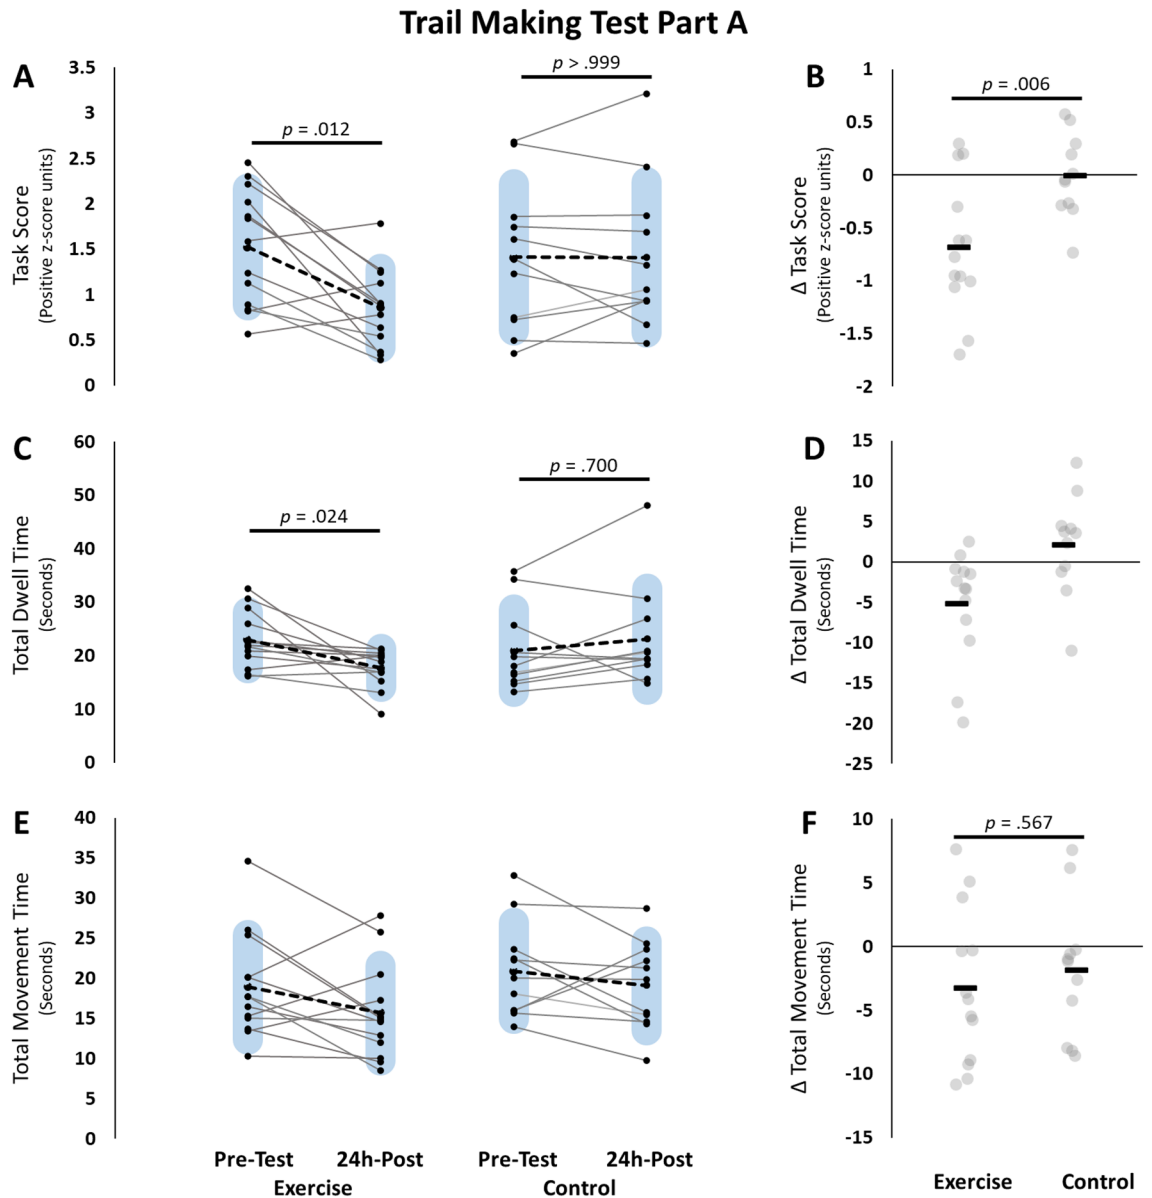 Trail Making Test Part A
A
Task Score
(Positive z-score units)
3.5
3
2.5
2
1.5
1
0.5
0
p = .012
p > .999
B
Δ Task Score
(Positive z-score units)
1
0.5
0
-0.5
-1
-1.5
-2
p = .006
C
Total Dwell Time
(Seconds)
60
50
40
30
20
10
0
p = .024
p = .700
D
Δ Total Dwell Time
(Seconds)
15
10
5
0
-5
-10
-15
-20
-25
E
Total Movement Time
(Seconds)
40
35
30
25
20
15
10
5
0
Pre-Test 24h-Post Pre-Test 24h-Post
Exercise Control
F
Δ Total Movement Time
(Seconds)
10
5
0
-5
-10
-15
p = .567
Exercise Control